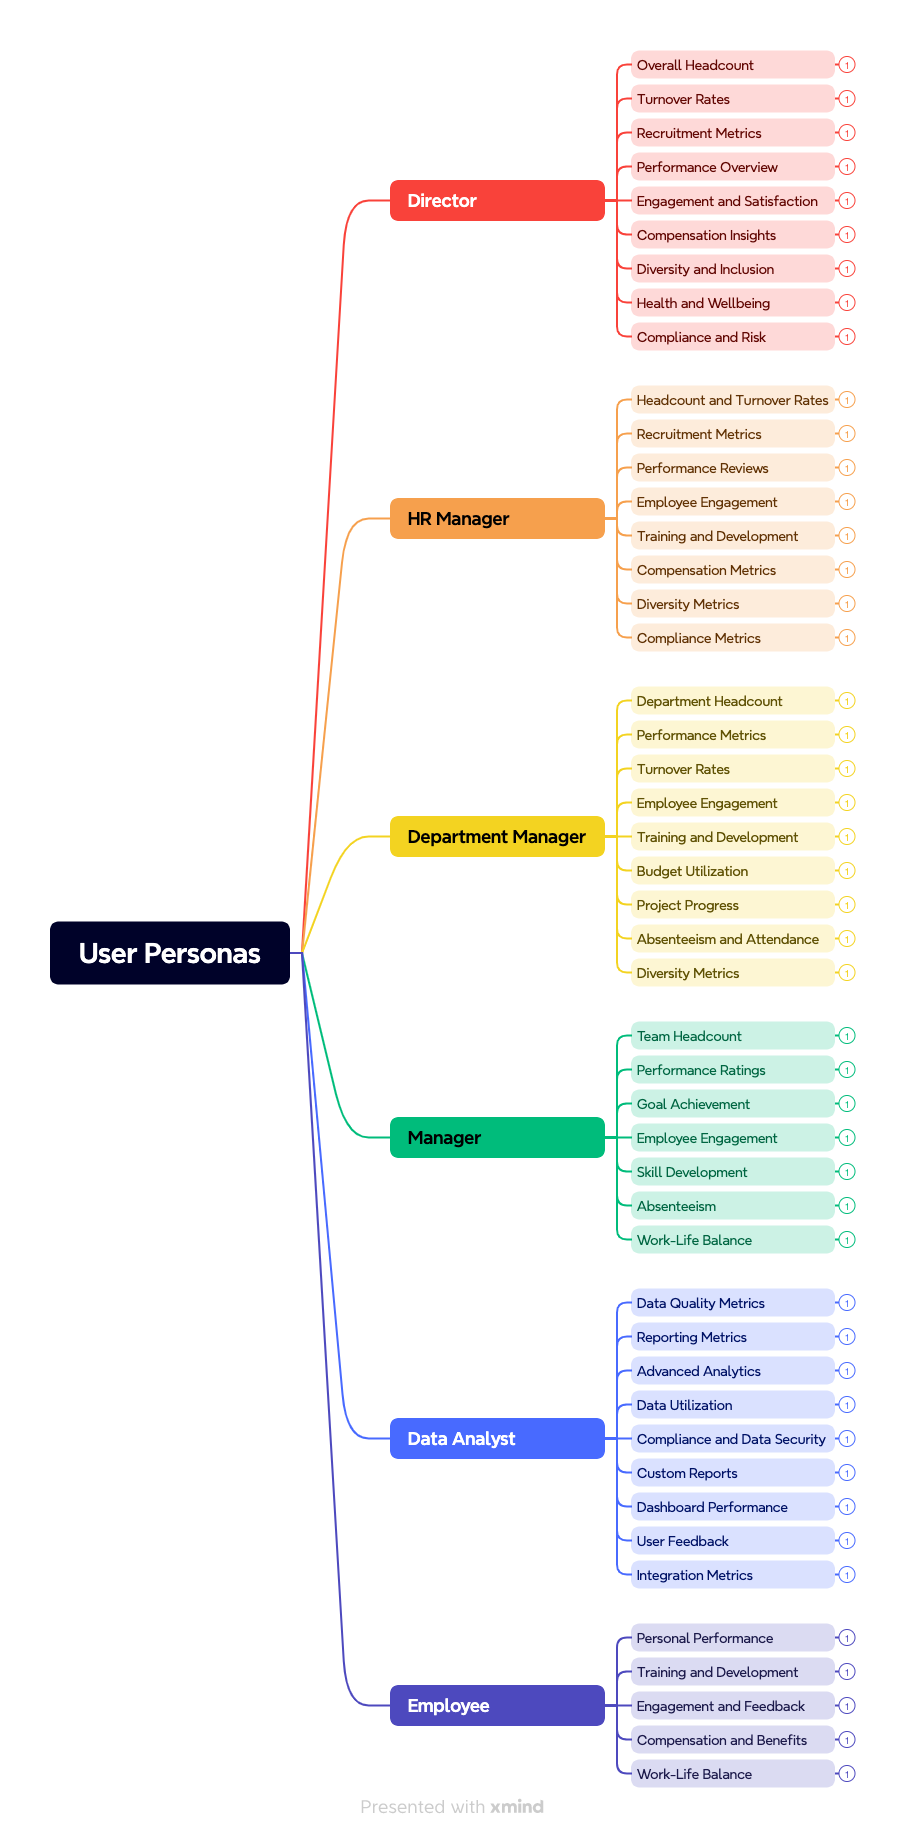 User Personas
Director
Overall Headcount 1
Turnover Rates 1
Recruitment Metrics 1
Performance Overview 1
Engagement and Satisfaction 1
Compensation Insights 1
Diversity and Inclusion 1
Health and Wellbeing 1
Compliance and Risk 1
HR Manager
Headcount and Turnover Rates 1
Recruitment Metrics 1
Performance Reviews 1
Employee Engagement 1
Training and Development 1
Compensation Metrics 1
Diversity Metrics 1
Compliance Metrics 1
Department Manager
Department Headcount 1
Performance Metrics 1
Turnover Rates 1
Employee Engagement 1
Training and Development 1
Budget Utilization 1
Project Progress 1
Absenteeism and Attendance 1
Diversity Metrics 1
Manager
Team Headcount 1
Performance Ratings 1
Goal Achievement 1
Employee Engagement 1
Skill Development 1
Absenteeism 1
Work-Life Balance 1
Data Analyst
Data Quality Metrics 1
Reporting Metrics 1
Advanced Analytics 1
Data Utilization 1
Compliance and Data Security 1
Custom Reports 1
Dashboard Performance 1
User Feedback 1
Integration Metrics 1
Employee
Personal Performance 1
Training and Development 1
Engagement and Feedback 1
Compensation and Benefits 1
Work-Life Balance 1
Presented with xmind